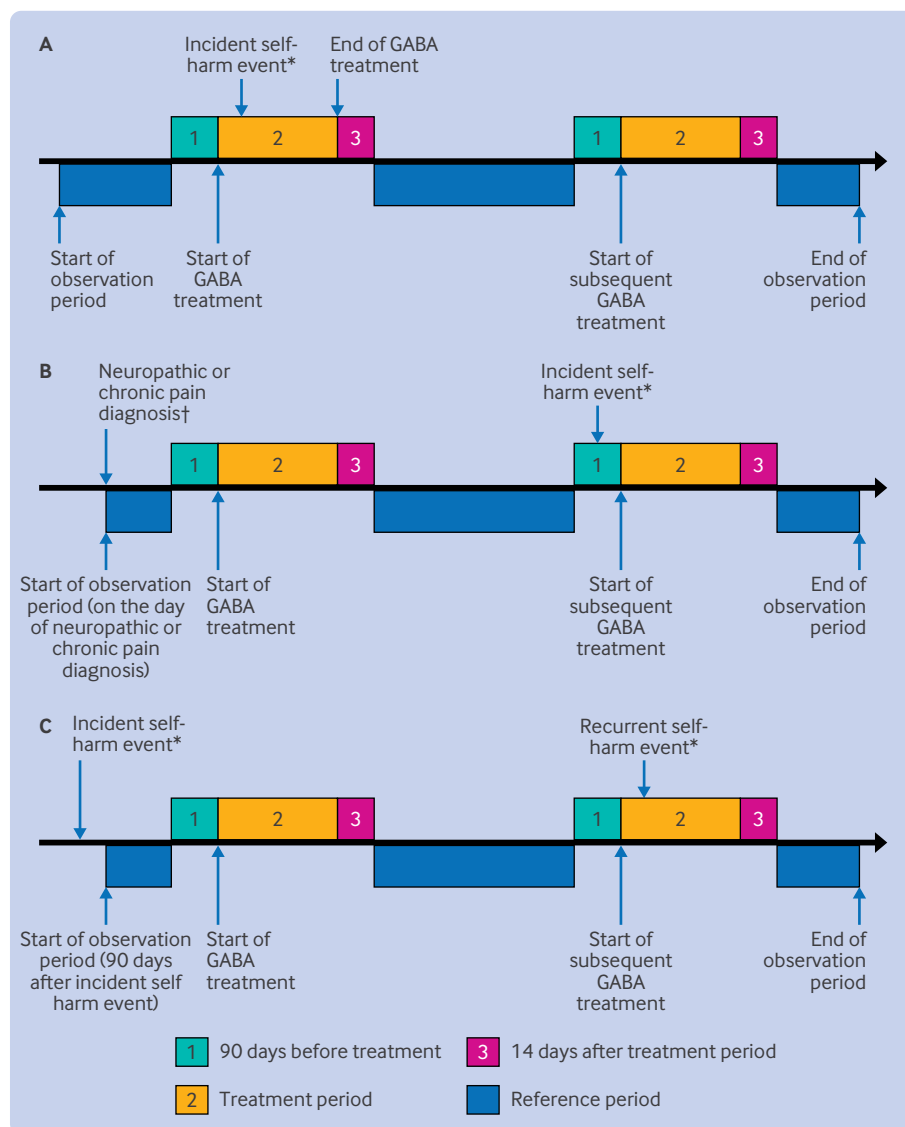 A
Incident self-
harm event*
End of GABA
treatment
1
2
3
1
2
3
Start of
observation
period
Start of
GABA
treatment
Start of
subsequent
GABA
treatment
End of
observation
period
B
Neuropathic or
chronic pain
diagnosis†
Incident self-
harm event*
1
2
3
1
2
3
Start of observation
period (on the day
of neuropathic or
chronic pain
diagnosis)
Start of
GABA
treatment
Start of
subsequent
GABA
treatment
End of
observation
period
C
Incident self-
harm event*
Recurrent self-
harm event*
1
2
3
1
2
3
Start of observation
period (90 days
after incident self
harm event)
Start of
GABA
treatment
Start of
subsequent
GABA
treatment
End of
observation
period
1 90 days before treatment
3 14 days after treatment period
2 Treatment period
Reference period